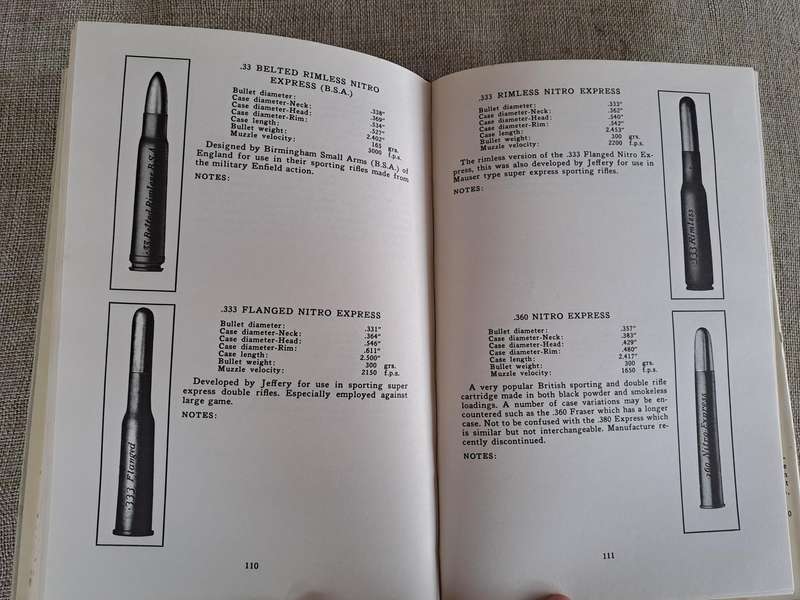 .33 BELTED RIMLESS NITRO
EXPRESS (B.S.A.)
Bullet diameter: .338"
Case diameter-Neck: .369"
Case diameter-Head: .534"
Case diameter-Rim: .527"
Case length: 2.402"
Bullet weight: 165 grs.
Muzzle velocity: 3000 f.p.s.
Designed by Birmingham Small Arms (B.S.A.) of
England for use in their sporting rifles made from
the military Enfield action.
NOTES:
.33 Belted Rimless B.S.A.
.333 FLANGED NITRO EXPRESS
Bullet diameter: .331"
Case diameter-Neck: .364"
Case diameter-Head: .546"
Case diameter-Rim: .611"
Case length: 2.500"
Bullet weight: 300 grs.
Muzzle velocity: 2150 f.p.s.
Developed by Jeffery for use in sporting super
express double rifles. Especially employed against
large game.
NOTES:
.333 Flanged
110
.333 RIMLESS NITRO EXPRESS
Bullet diameter: .333"
Case diameter-Neck: .362"
Case diameter-Head: .540"
Case diameter-Rim: .542"
Case length: 2.453"
Bullet weight: 300 grs.
Muzzle velocity: 2200 f.p.s.
The rimless version of the .333 Flanged Nitro Ex-
press, this was also developed by Jeffery for use in
Mauser type super express sporting rifles.
NOTES:
.333 Rimless
.360 NITRO EXPRESS
Bullet diameter: .357"
Case diameter-Neck: .383"
Case diameter-Head: .429"
Case diameter-Rim: .480"
Case length: 2.417"
Bullet weight: 300 grs.
Muzzle velocity: 1650 f.p.s.
A very popular British sporting and double rifle
cartridge made in both black powder and smokeless
loadings. A number of case variations may be en-
countered such as the .360 Fraser which has a longer
case. Not to be confused with the .380 Express which
is similar but not interchangeable. Manufacture re-
cently discontinued.
NOTES:
.360 Nitro Express
111